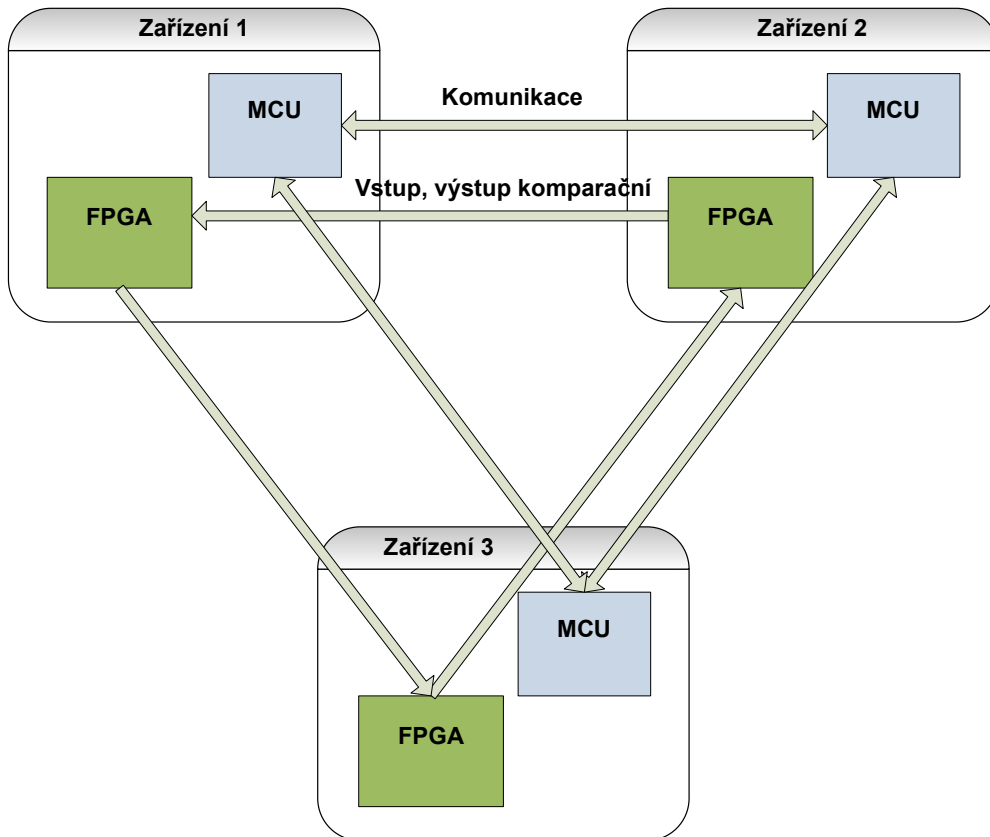 Zařízení 1
Zařízení 2
MCU
Komunikace
MCU
FPGA
Vstup, výstup komparační
FPGA
Zařízení 3
MCU
FPGA